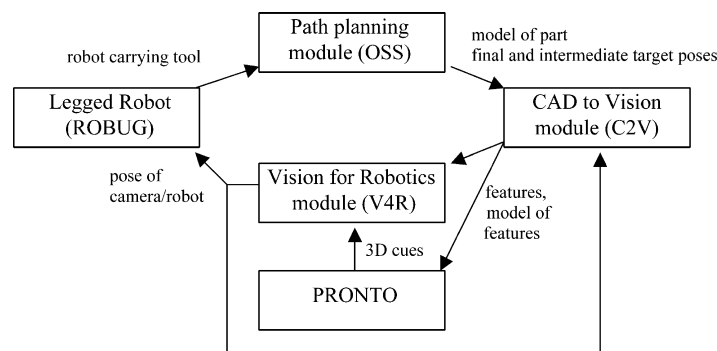 Path planning
module (OSS)
robot carrying tool
model of part
final and intermediate target poses
Legged Robot
(ROBUG)
CAD to Vision
module (C2V)
pose of
camera/robot
Vision for Robotics
module (V4R)
features,
model of
features
3D cues
PRONTO